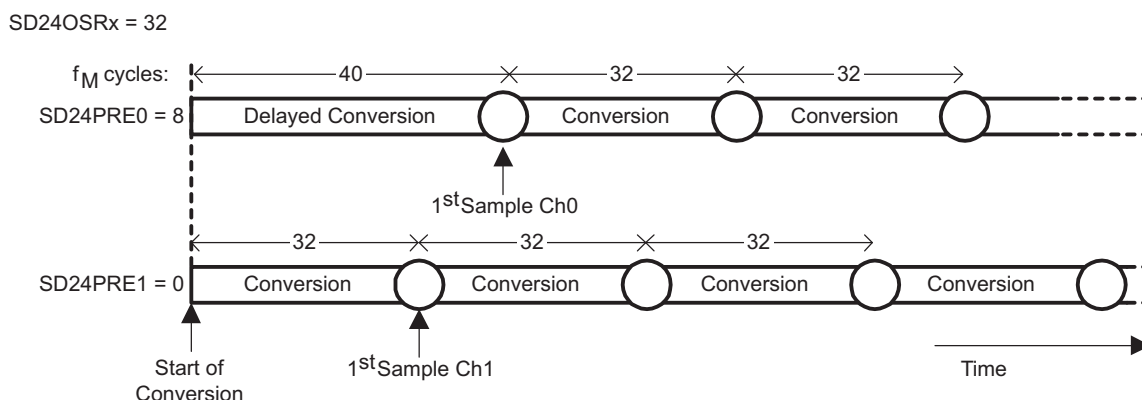 SD24OSRx = 32
fM cycles:
40
32
32
SD24PRE0 = 8
Delayed Conversion
Conversion
Conversion
1st Sample Ch0
32
32
32
SD24PRE1 = 0
Conversion
Conversion
Conversion
Conversion
Start of
Conversion
1st Sample Ch1
Time